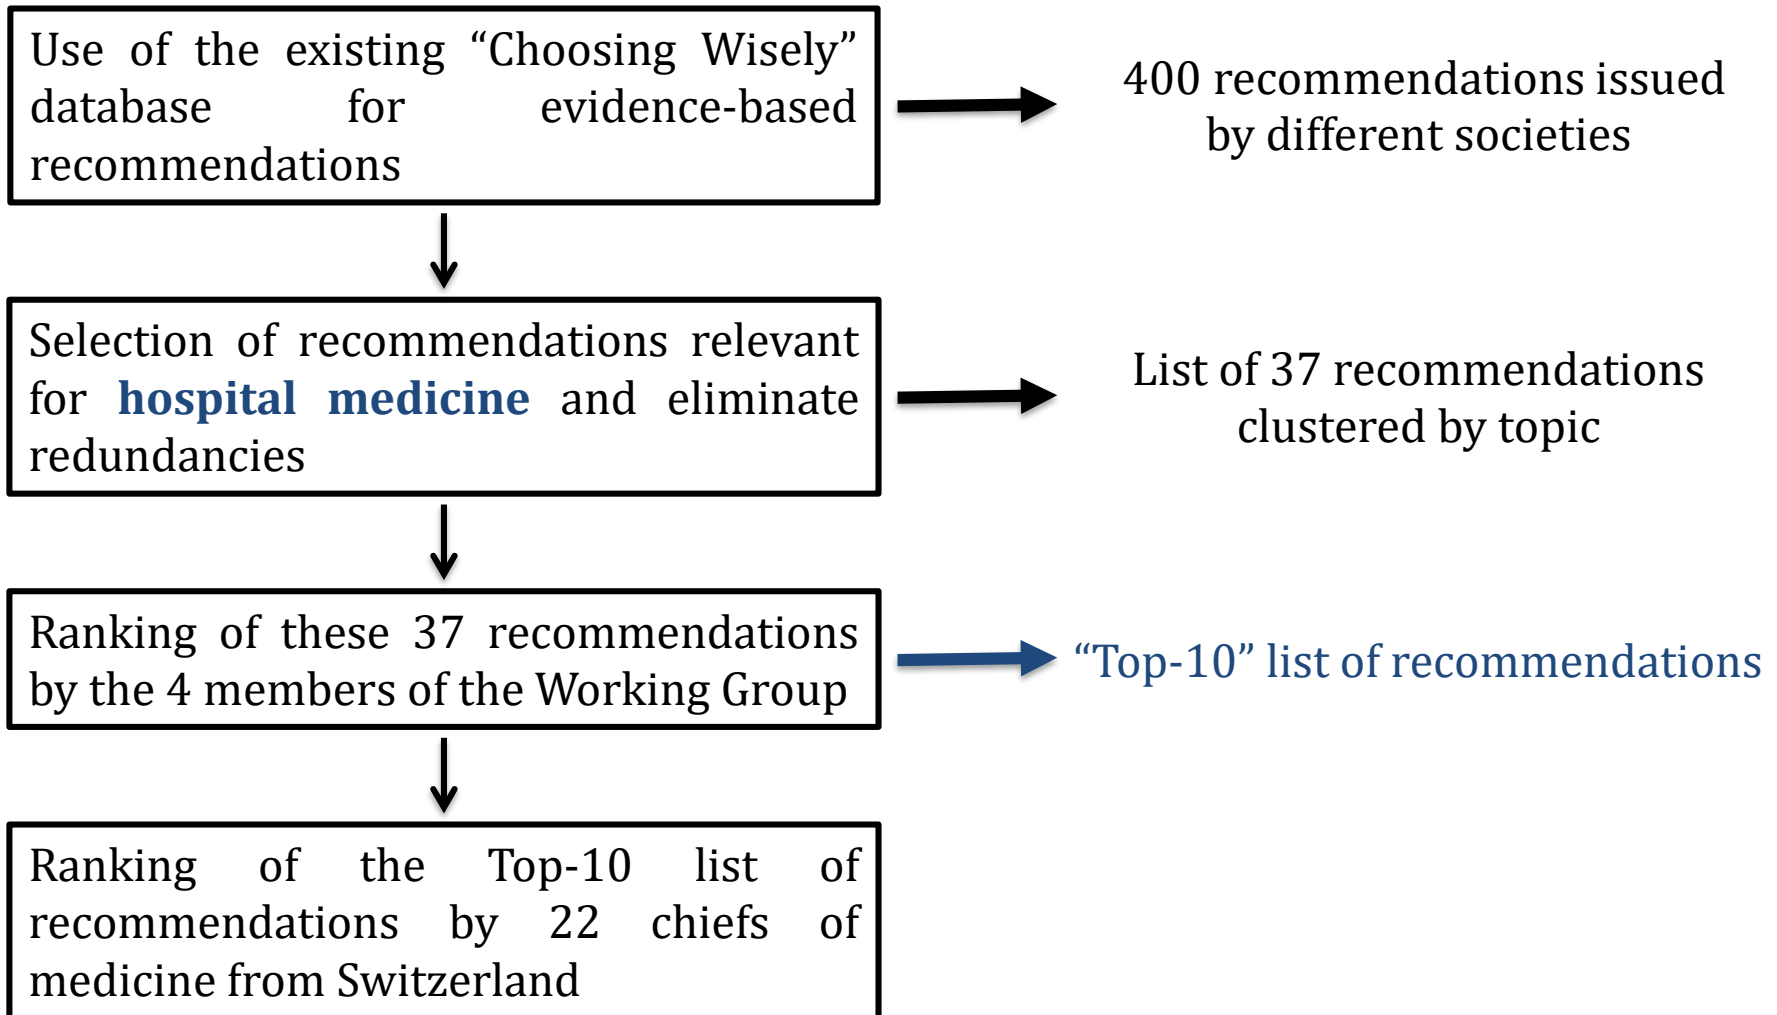 Use of the existing “Choosing Wisely”
database for evidence-based
recommendations
400 recommendations issued
by different societies
Selection of recommendations relevant
for hospital medicine and eliminate
redundancies
List of 37 recommendations
clustered by topic
Ranking of these 37 recommendations
by the 4 members of the Working Group
“Top-10” list of recommendations
Ranking of the Top-10 list of
recommendations by 22 chiefs of
medicine from Switzerland